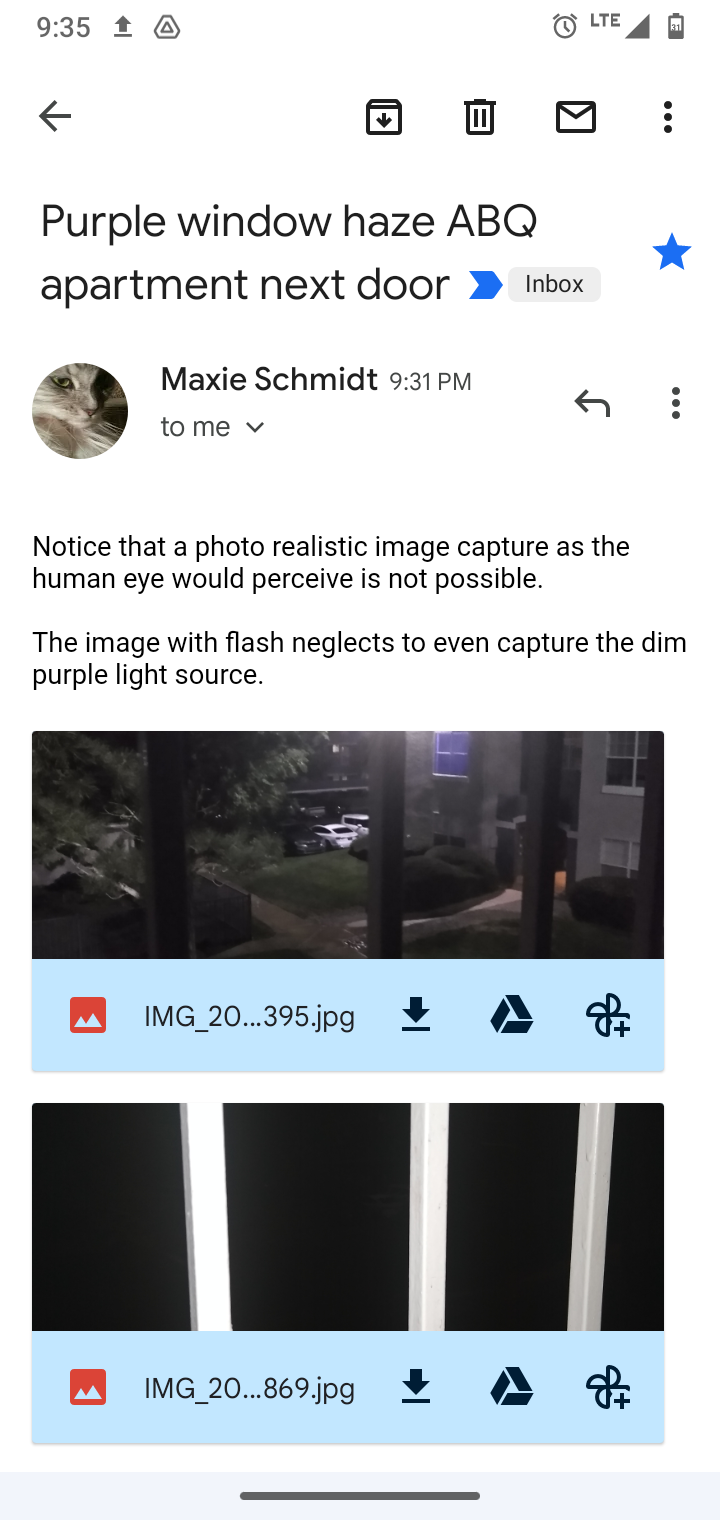 9:35 LTE 31
Purple window haze ABQ
apartment next door Inbox
Maxie Schmidt 9:31 PM
to me
Notice that a photo realistic image capture as the
human eye would perceive is not possible.
The image with flash neglects to even capture the dim
purple light source.
IMG_20...395.jpg
IMG_20...869.jpg